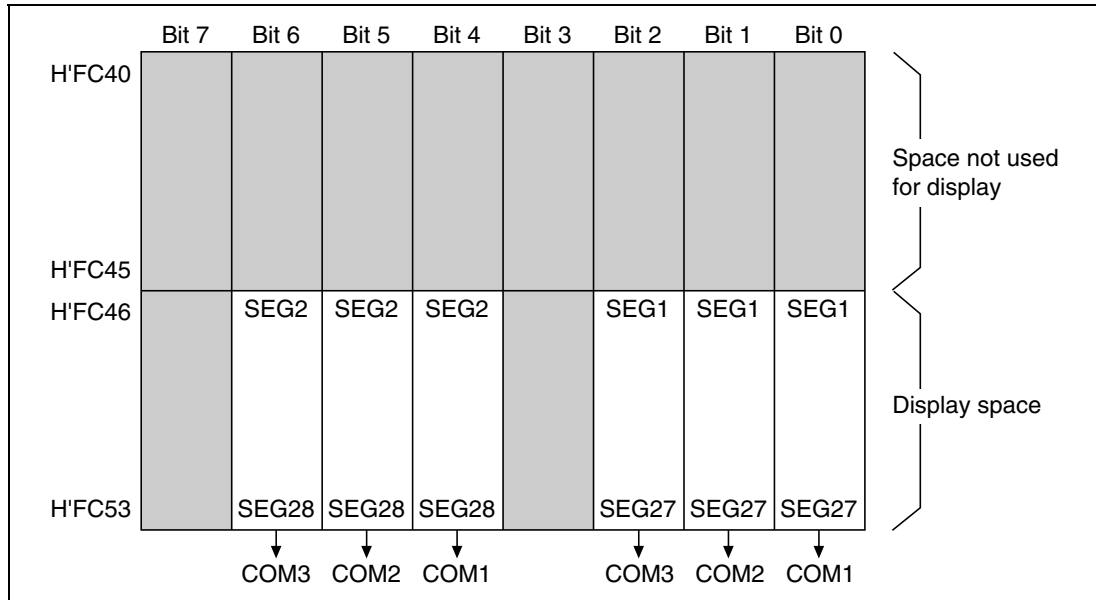 Bit 7 Bit 6 Bit 5 Bit 4 Bit 3 Bit 2 Bit 1 Bit 0
H'FC40
Space not used
for display
H'FC45
H'FC46 SEG2 SEG2 SEG2 SEG1 SEG1 SEG1
Display space
H'FC53 SEG28 SEG28 SEG28 SEG27 SEG27 SEG27
COM3 COM2 COM1 COM3 COM2 COM1